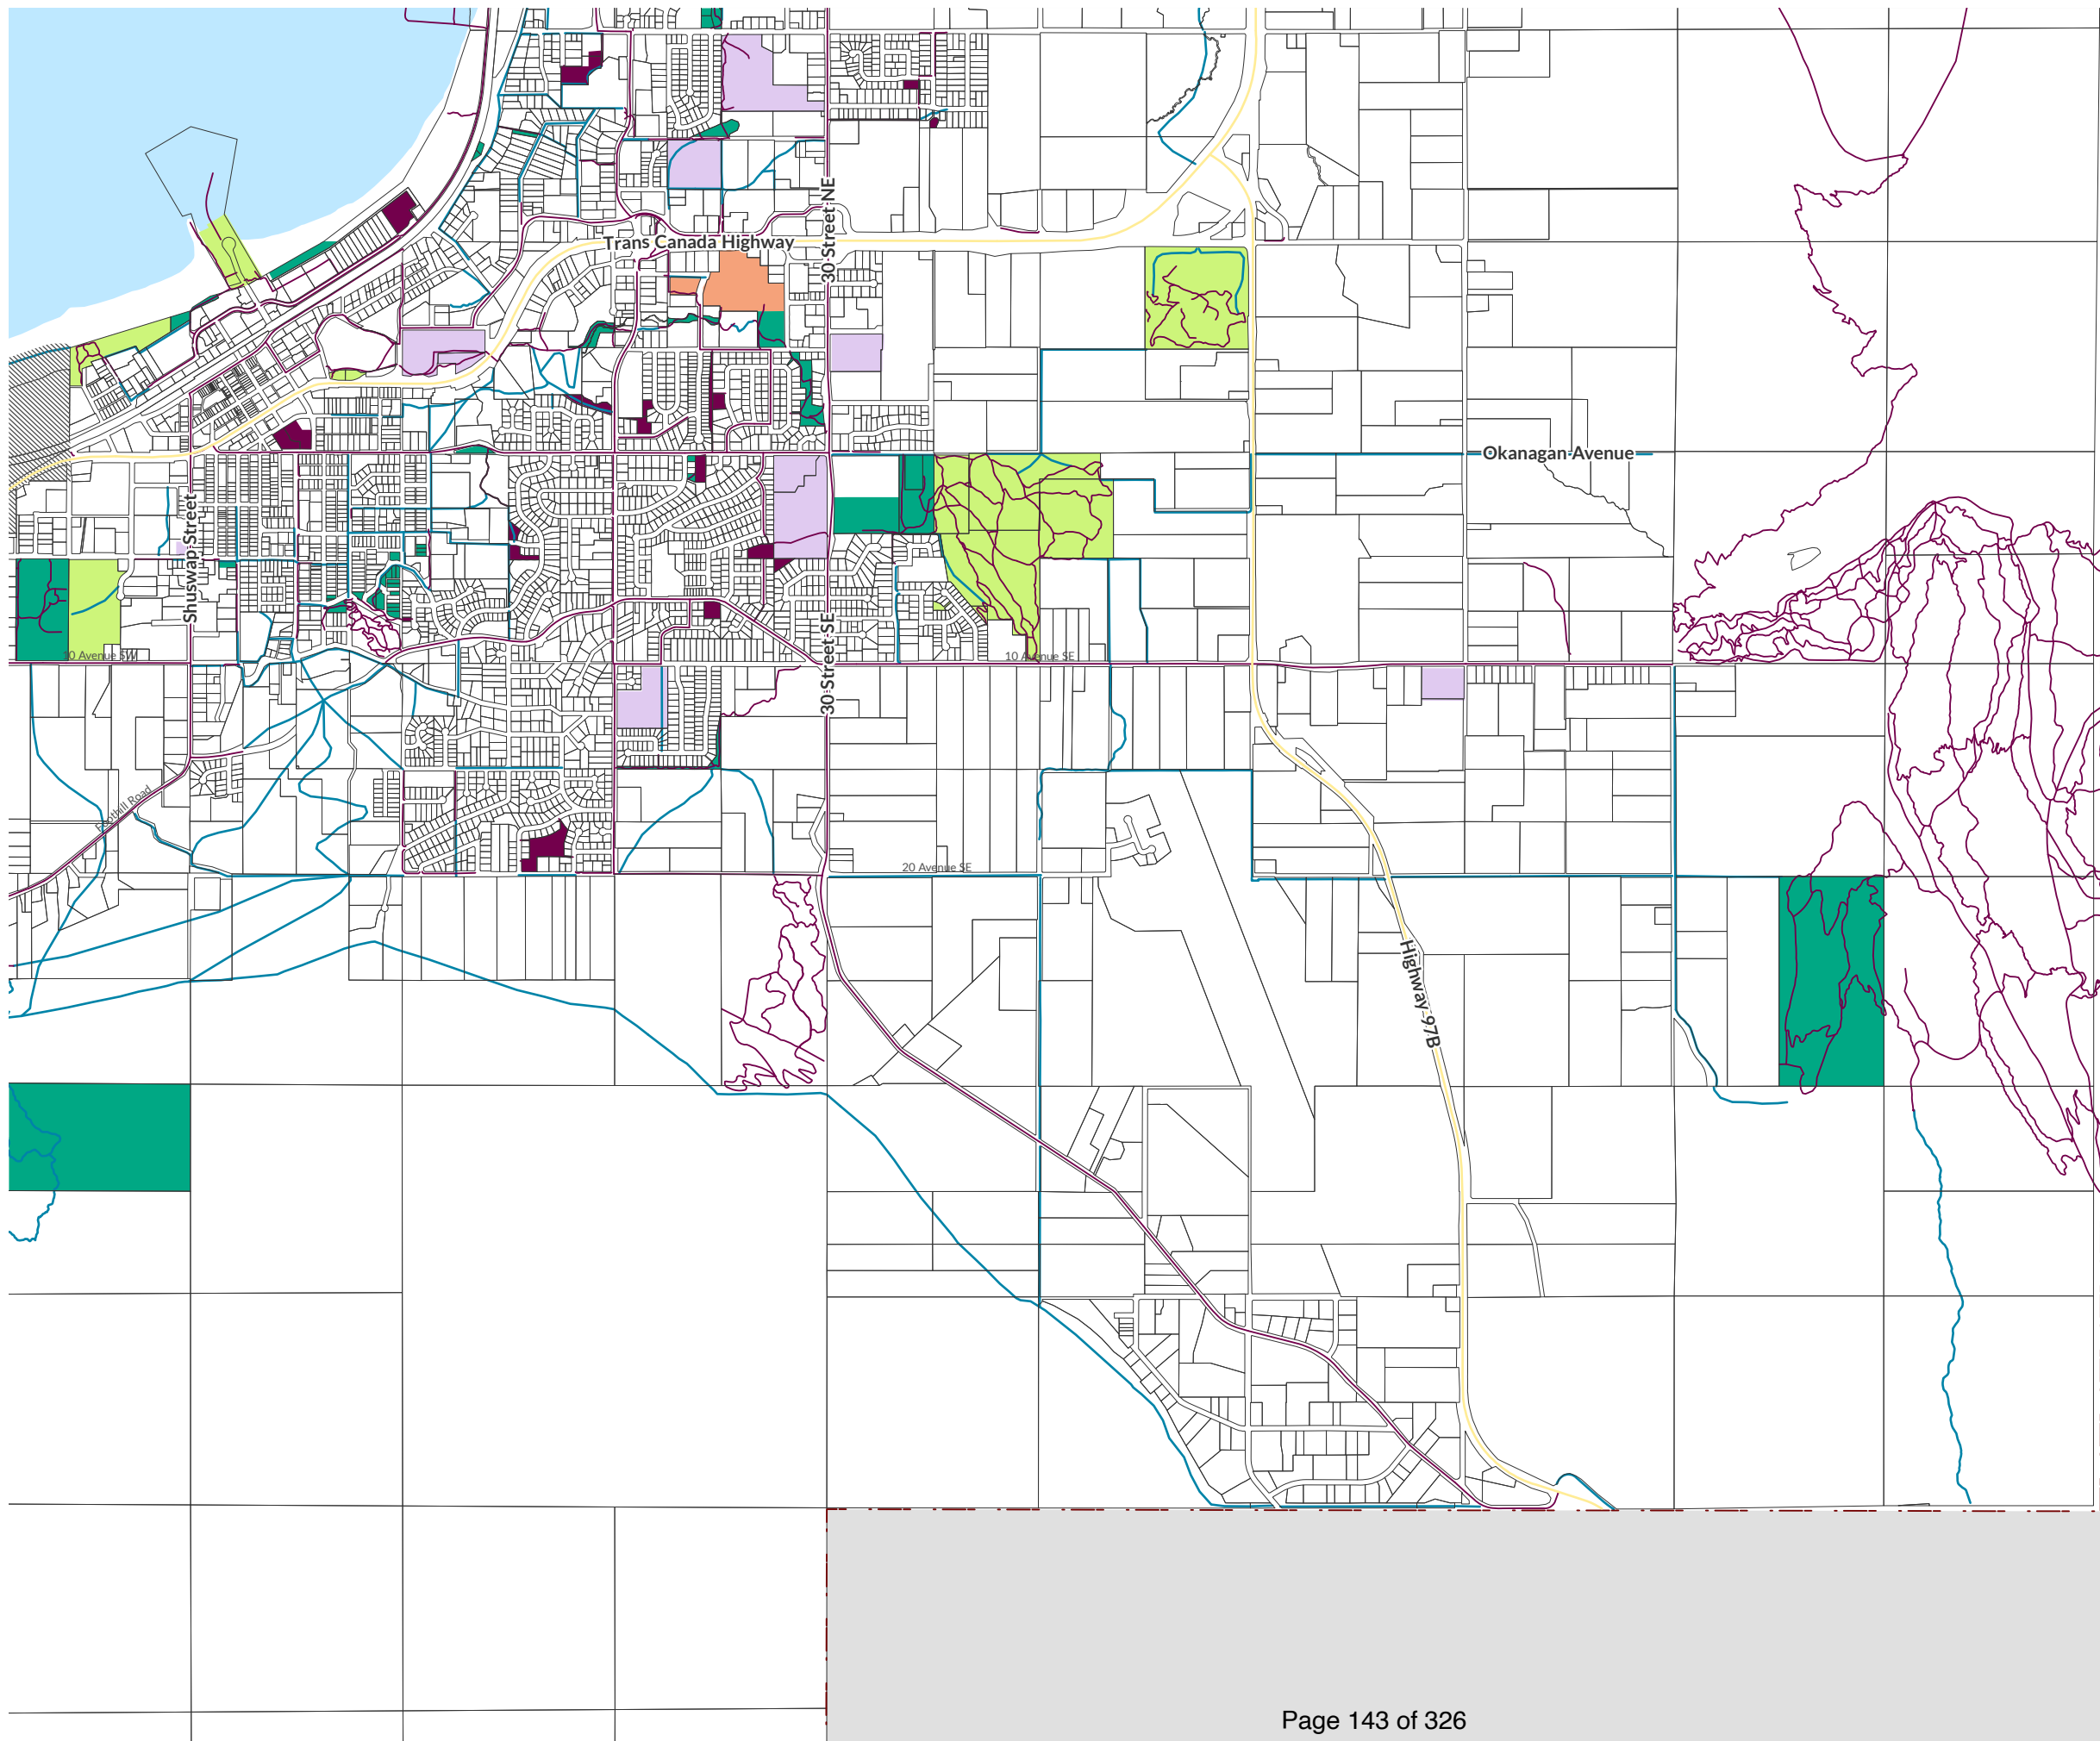 Trans Canada Highway
30 Street NE
Okanagan Avenue
Shuswap Street
30 Street SE
10 Avenue SW
10 Avenue SE
Foothill Road
20 Avenue SE
Highway 97B
Page 143 of 326